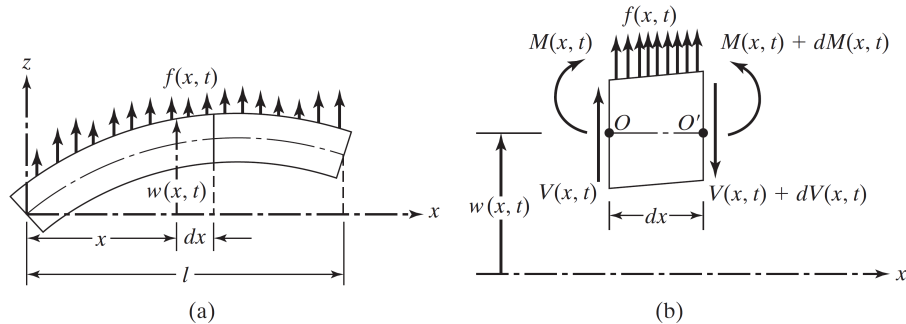 z
f(x, t)
w(x, t)
x
x
dx
l
(a)
f(x, t)
M(x, t)
M(x, t) + dM(x, t)
O
O′
w(x, t)
V(x, t)
V(x, t) + dV(x, t)
dx
x
(b)